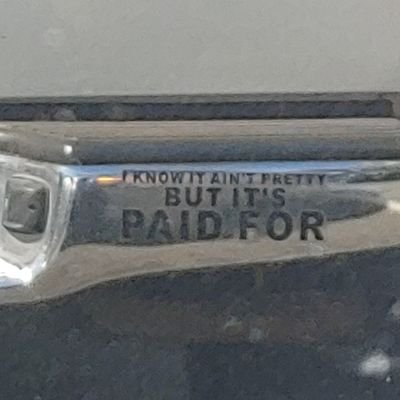 I KNOW IT AIN'T PRETTY
BUT IT'S
PAID FOR